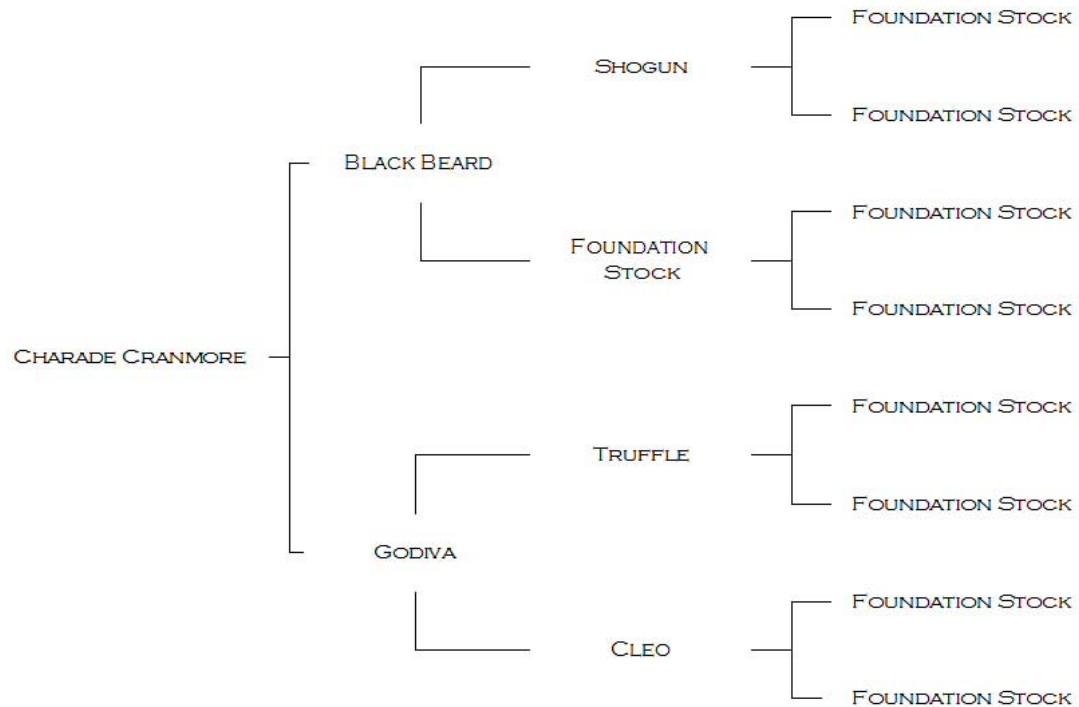 Foundation Stock
Shogun
Foundation Stock
Black Beard
Foundation Stock
Foundation
Stock
Foundation Stock
Charade Cranmore
Foundation Stock
Truffle
Foundation Stock
Godiva
Foundation Stock
Cleo
Foundation Stock